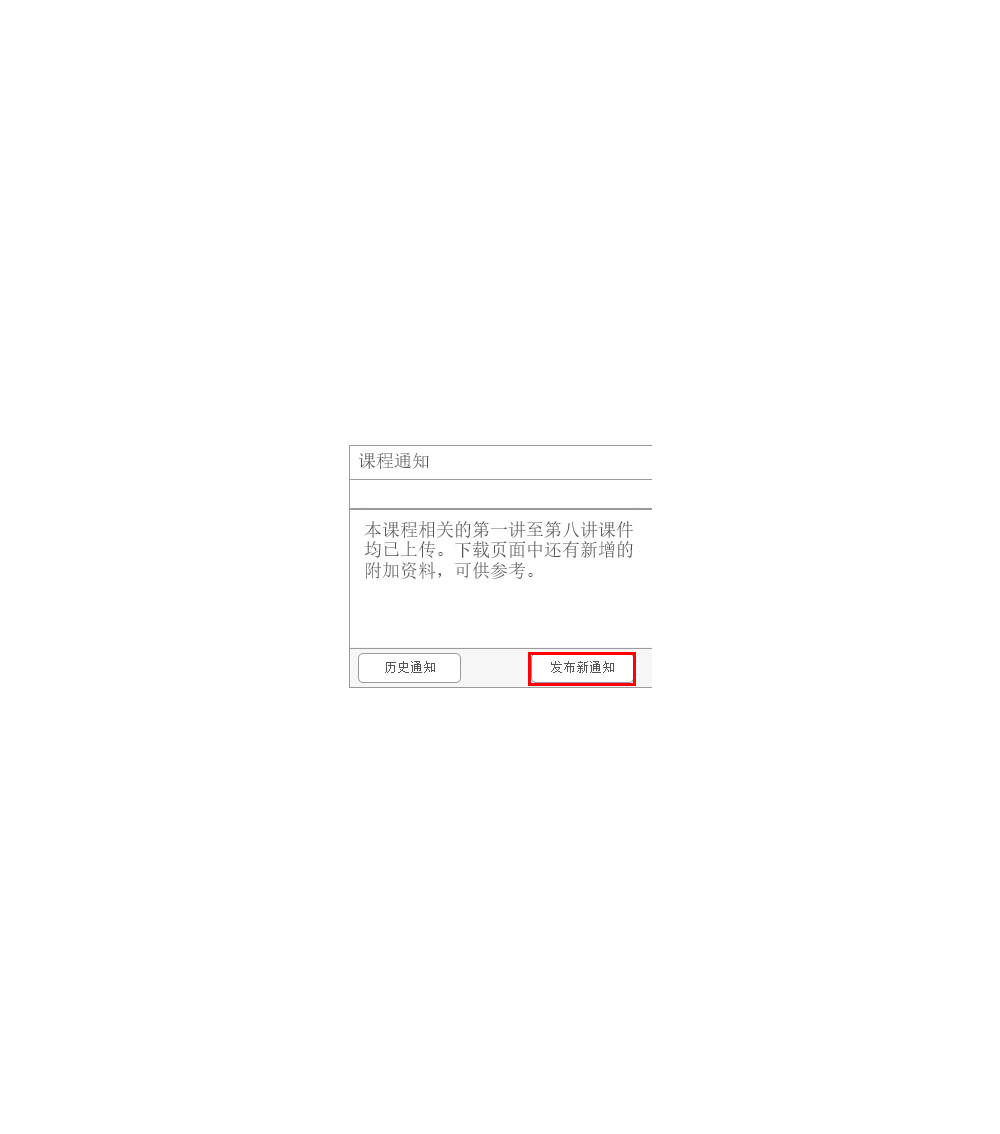 课程通知
本课程相关的第一讲至第八讲课件
均已上传。下载页面中还有新增的
附加资料，可供参考。
历史通知
发布新通知